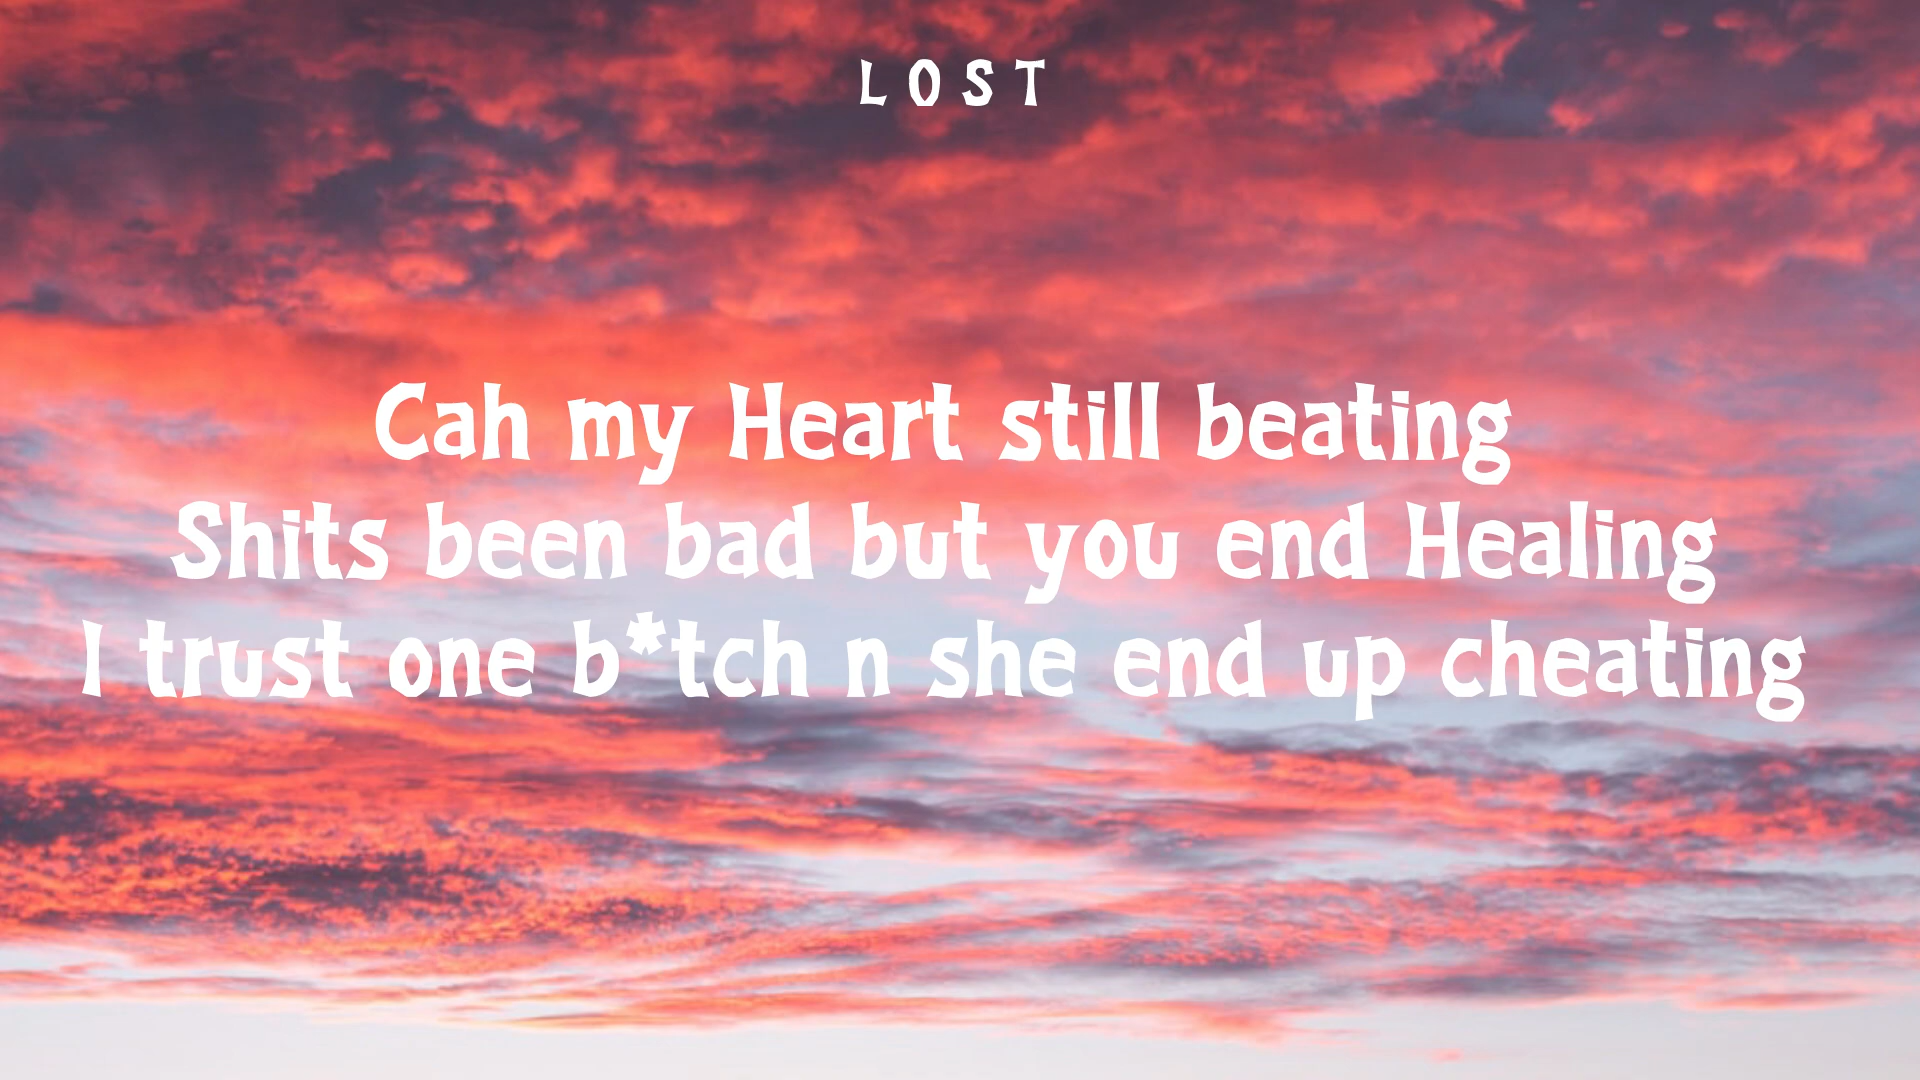 LOST
Cah my Heart still beating
Shits been bad but you end Healing
I trust one b*tch n she end up cheating